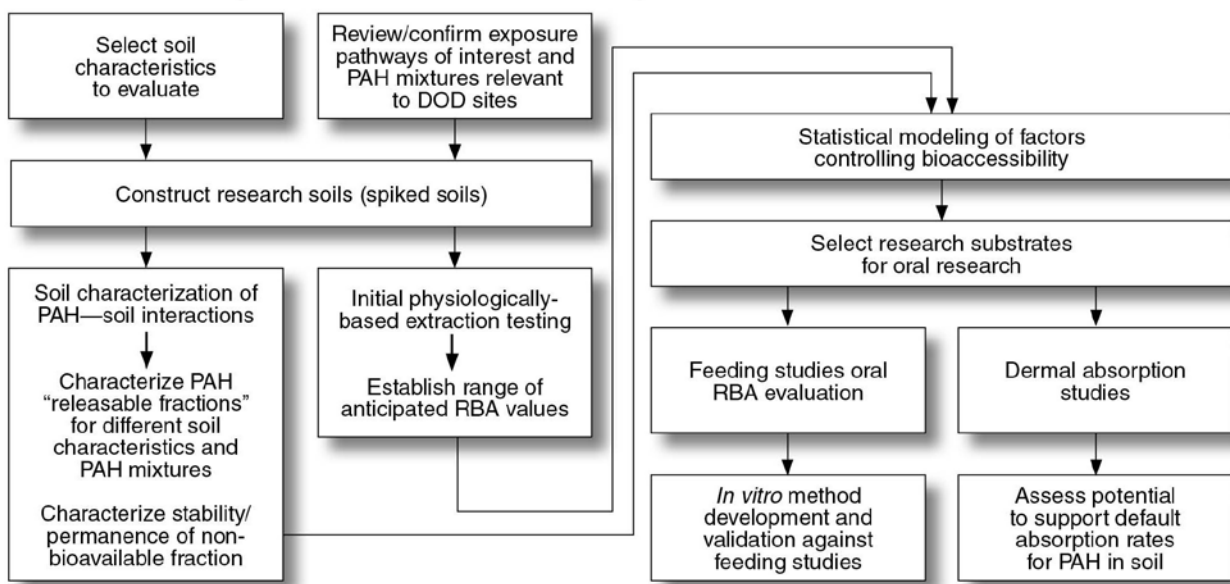 Select soil
characteristics
to evaluate
Review/confirm exposure
pathways of interest and
PAH mixtures relevant
to DOD sites
Construct research soils (spiked soils)
Soil characterization of
PAH—soil interactions
Characterize PAH
“releasable fractions”
for different soil
characteristics and
PAH mixtures
Characterize stability/
permanence of non-
bioavailable fraction
Initial physiologically-
based extraction testing
Establish range of
anticipated RBA values
Statistical modeling of factors
controlling bioaccessibility
Select research substrates
for oral research
Feeding studies oral
RBA evaluation
Dermal absorption
studies
In vitro method
development and
validation against
feeding studies
Assess potential
to support default
absorption rates
for PAH in soil